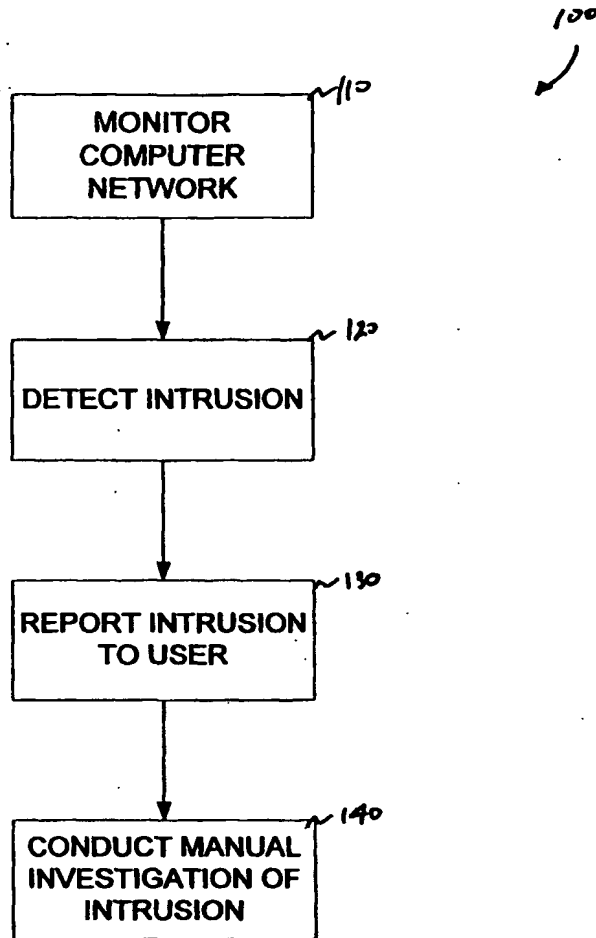 100
110
MONITOR
COMPUTER
NETWORK
120
DETECT INTRUSION
130
REPORT INTRUSION
TO USER
140
CONDUCT MANUAL
INVESTIGATION OF
INTRUSION